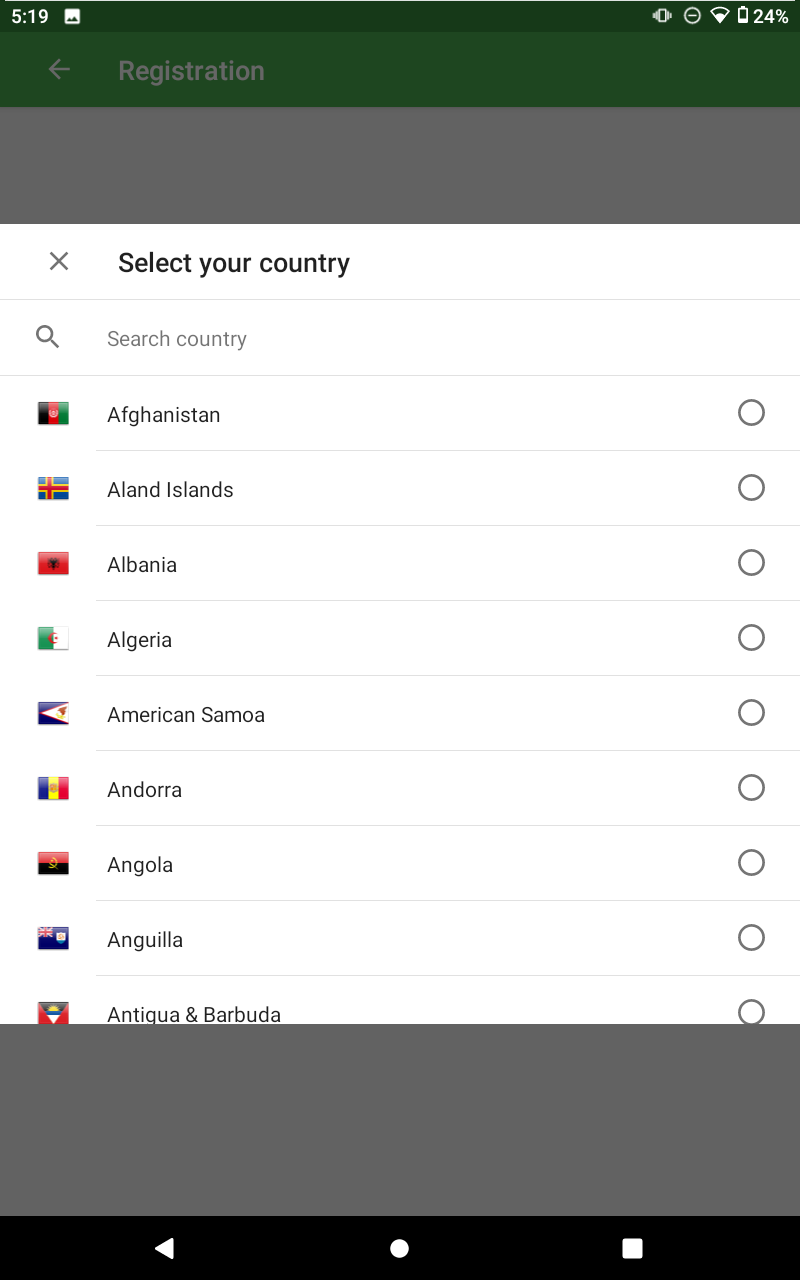 5:19
24%
Registration
Select your country
Search country
Afghanistan
Aland Islands
Albania
Algeria
American Samoa
Andorra
Angola
Anguilla
Antigua & Barbuda